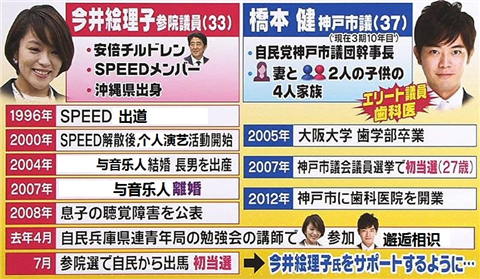 今井絵理子参院議員(33)
・安倍チルドレン
・SPEEDメンバー
・沖縄県出身
橋本 健神戸市議(37)
(現在3期10年目)
・自民党神戸市議団幹事長
・妻と2人の子供の
4人家族
エリート議員
歯科医
1996年 SPEED 出道
2000年 SPEED解散後,个人演艺活動開始
2004年 与音乐人結婚 長男を出産
2007年 与音乐人離婚
2008年 息子の聴覚障害を公表
2005年 大阪大学 歯学部卒業
2007年 神戸市議会議員選挙で初当選(27歳)
2012年 神戸市に歯科医院を開業
去年4月 自民兵庫県連青年局の勉強会の講師で参加 邂逅相识
7月 参院選で自民から出馬 初当選
今井絵理子氏をサポートするように…